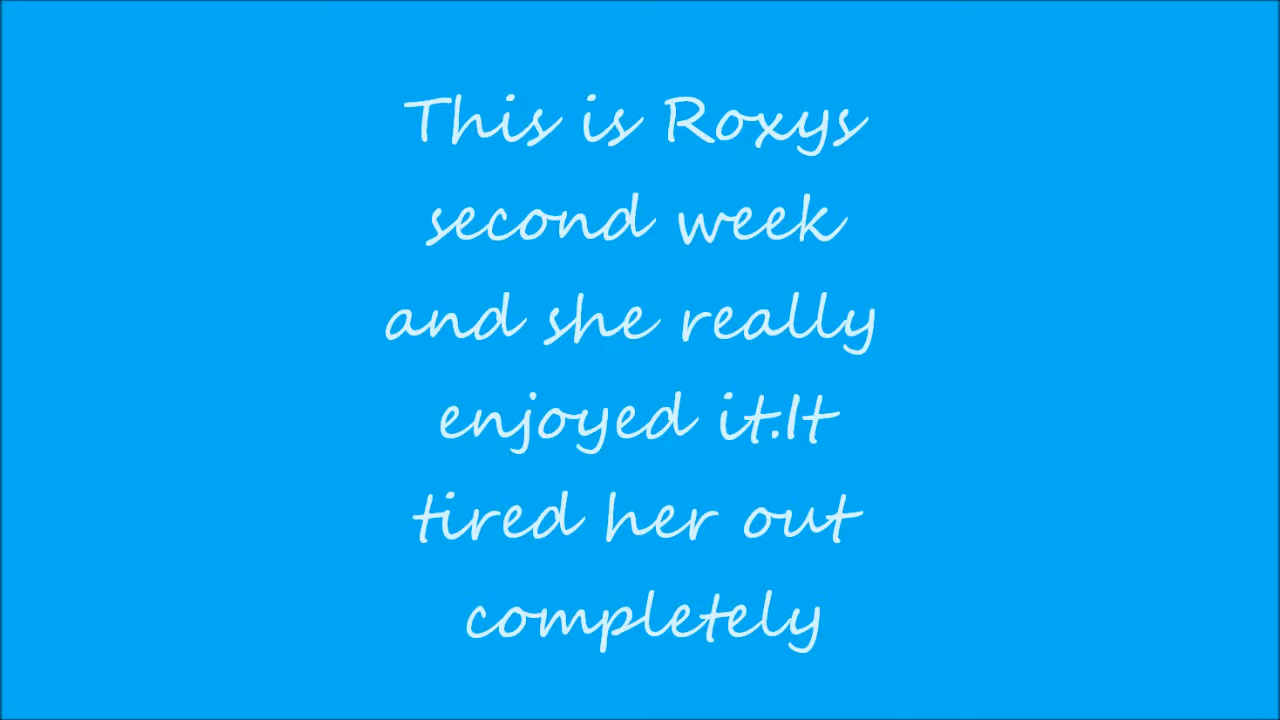 This is Roxys
second week
and she really
enjoyed it.It
tired her out
completely